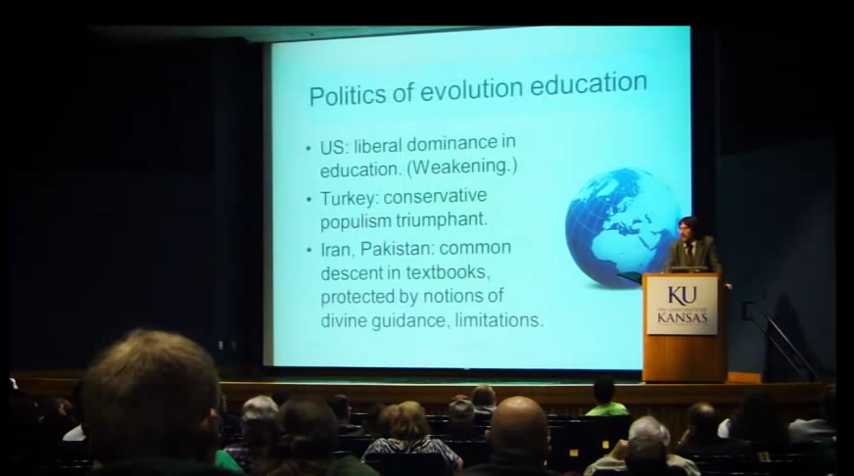 Politics of evolution education
• US: liberal dominance in
education. (Weakening.)
• Turkey: conservative
populism triumphant.
• Iran, Pakistan: common
descent in textbooks,
protected by notions of
divine guidance, limitations.
KU
THE UNIVERSITY OF
KANSAS